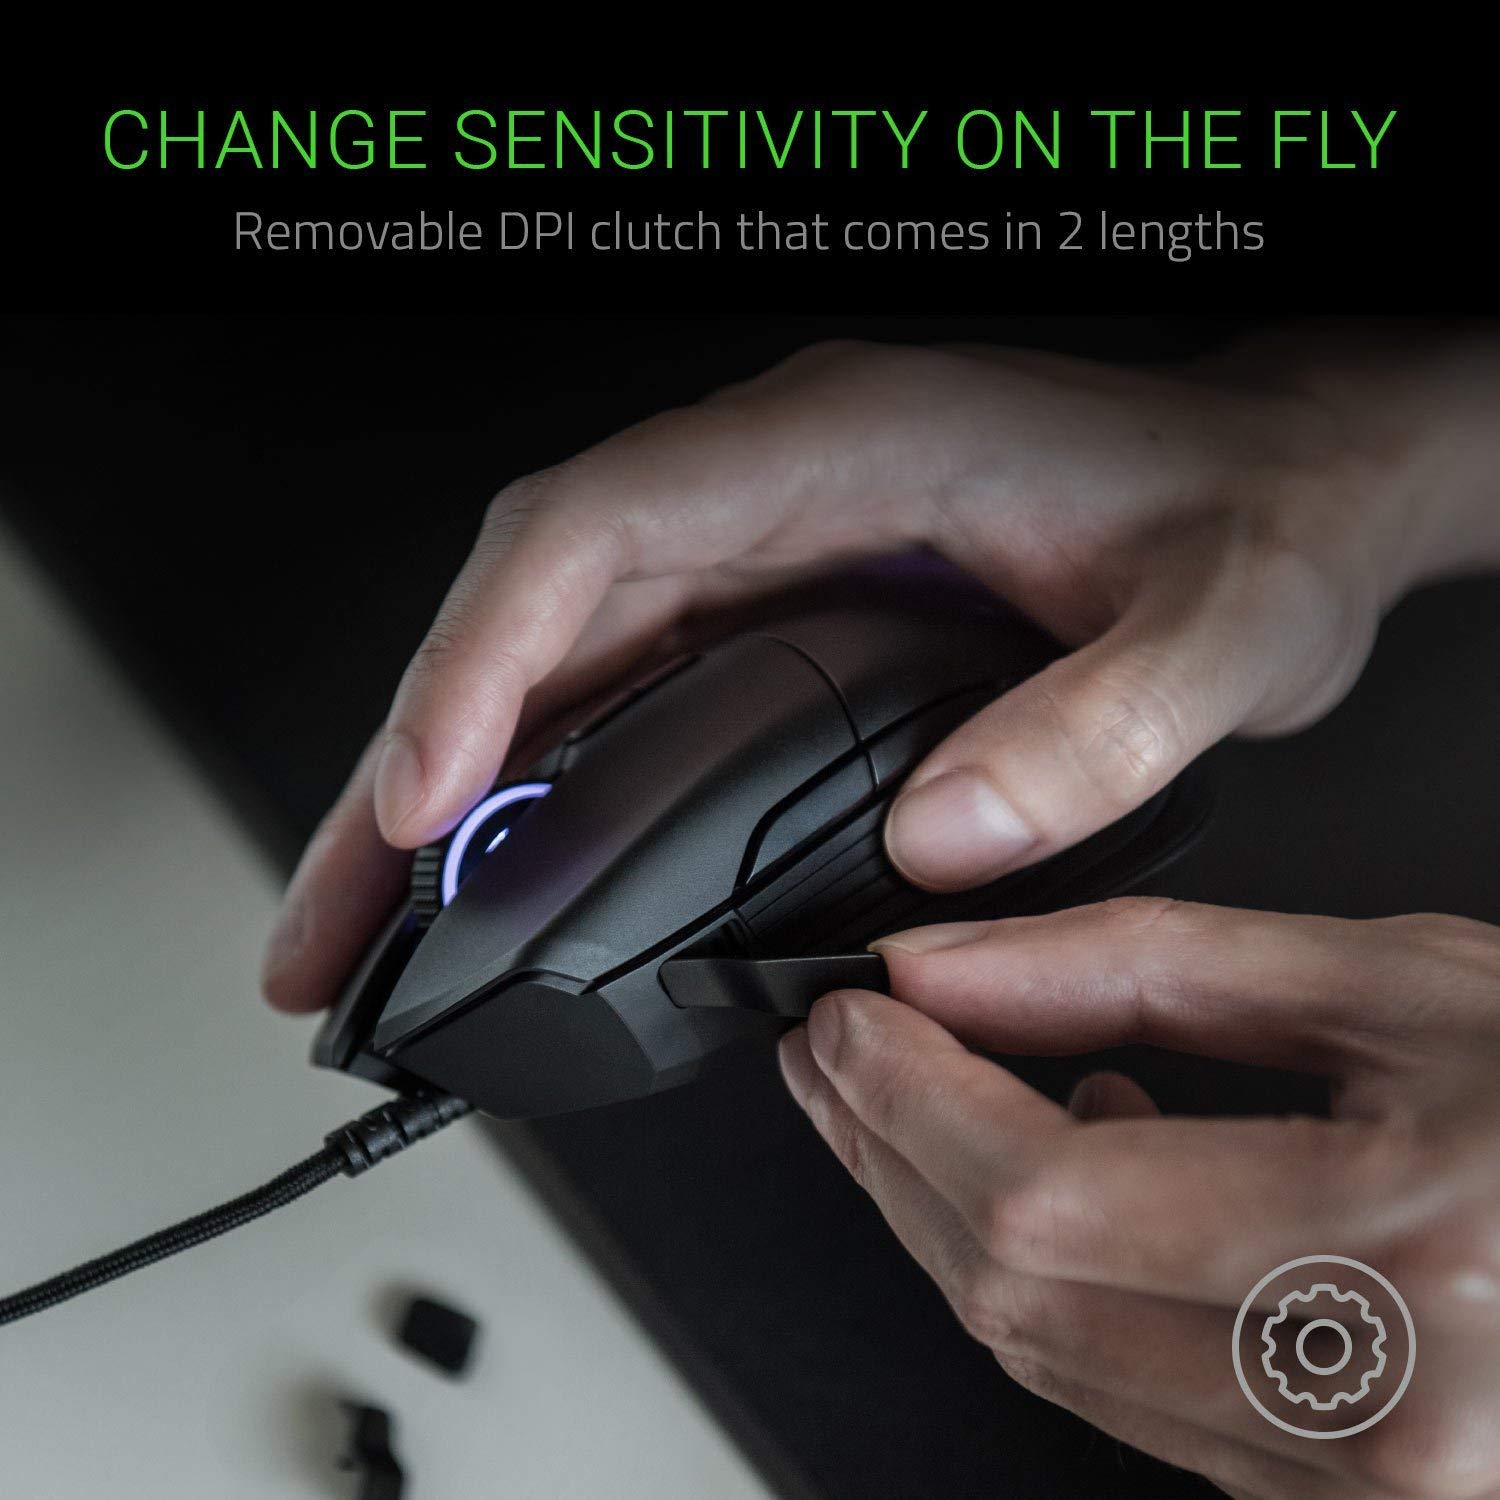 CHANGE SENSITIVITY ON THE FLY
Removable DPI clutch that comes in 2 lengths